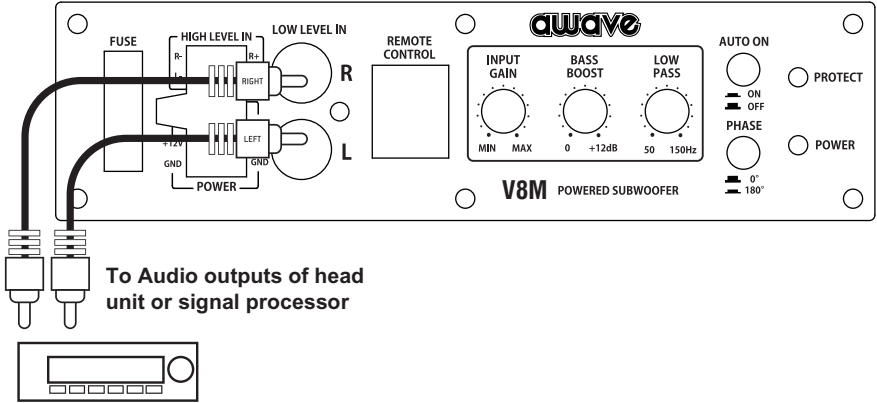 awave
FUSE
HIGH LEVEL IN
R-
R+
L-
LOW LEVEL IN
R
RIGHT
LEFT
L
+12V
GND
GND
POWER
REMOTE
CONTROL
INPUT
GAIN
MIN
MAX
BASS
BOOST
0
+12dB
LOW
PASS
50
150Hz
AUTO ON
ON
OFF
PHASE
0°
180°
PROTECT
POWER
V8M POWERED SUBWOOFER
To Audio outputs of head
unit or signal processor